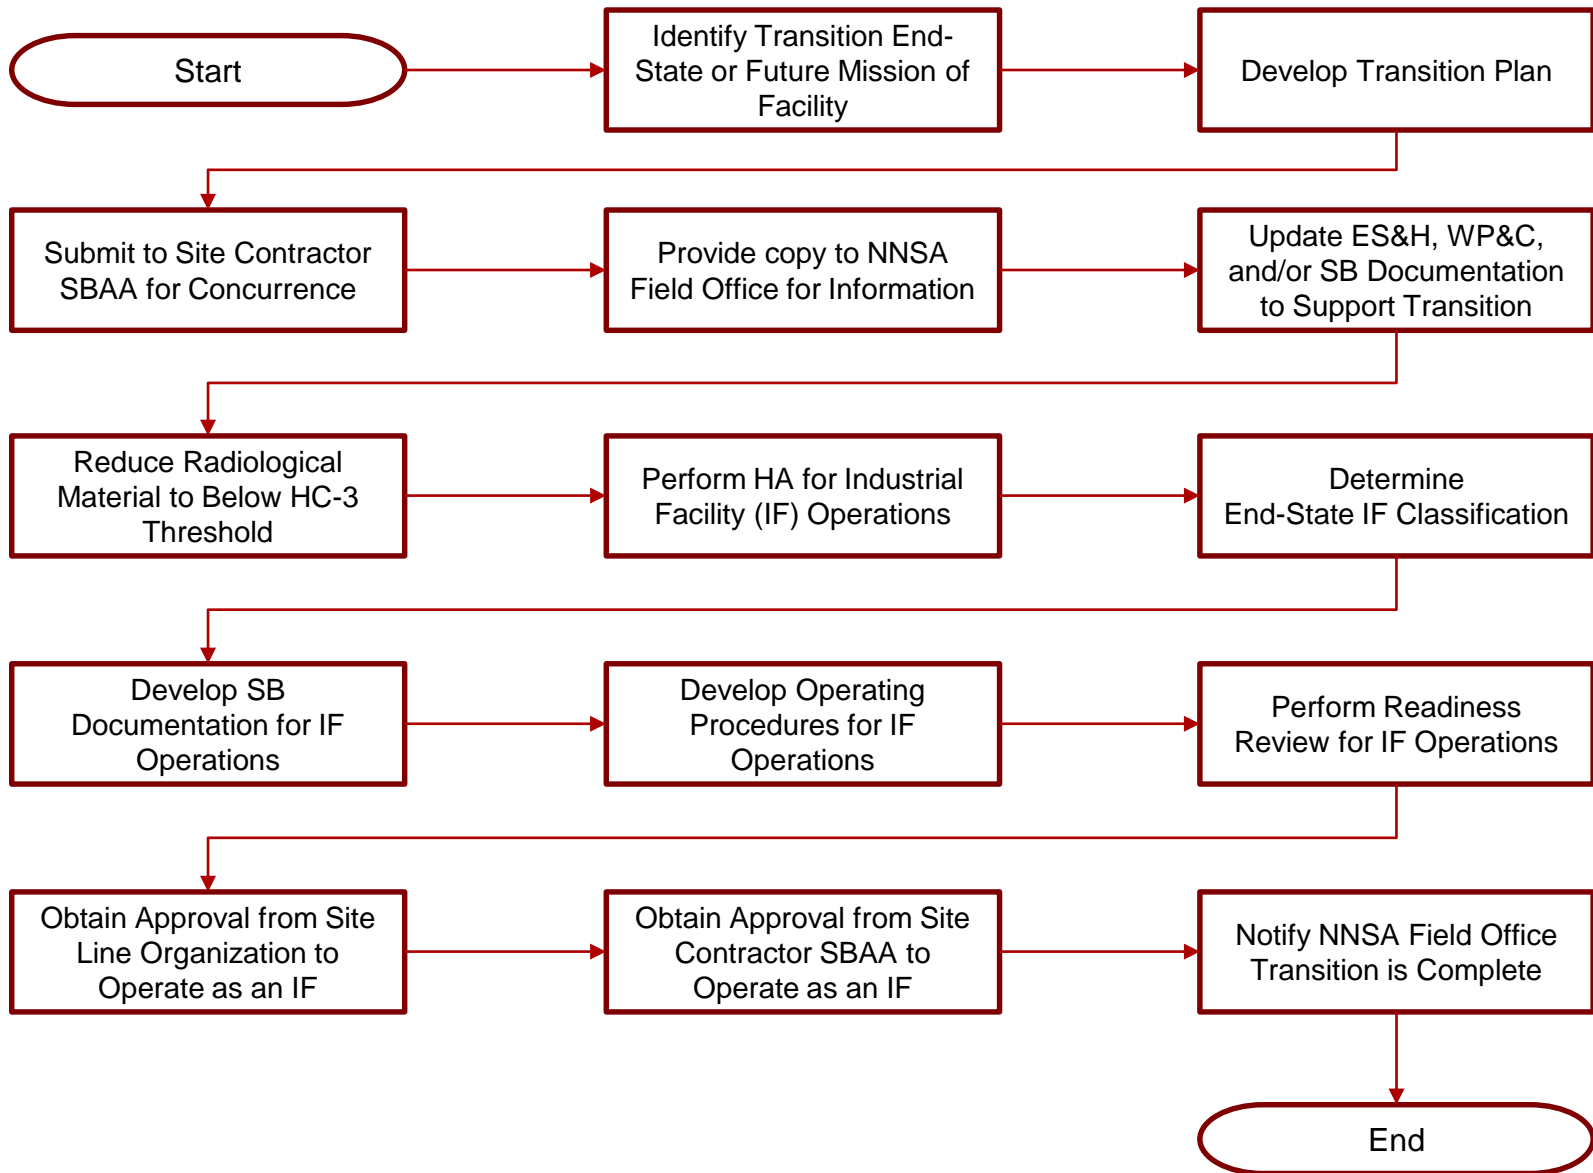 Start
Identify Transition End-
State or Future Mission of
Facility
Develop Transition Plan
Submit to Site Contractor
SBAA for Concurrence
Provide copy to NNSA
Field Office for Information
Update ES&H, WP&C,
and/or SB Documentation
to Support Transition
Reduce Radiological
Material to Below HC-3
Threshold
Perform HA for Industrial
Facility (IF) Operations
Determine
End-State IF Classification
Develop SB
Documentation for IF
Operations
Develop Operating
Procedures for IF
Operations
Perform Readiness
Review for IF Operations
Obtain Approval from Site
Line Organization to
Operate as an IF
Obtain Approval from Site
Contractor SBAA to
Operate as an IF
Notify NNSA Field Office
Transition is Complete
End